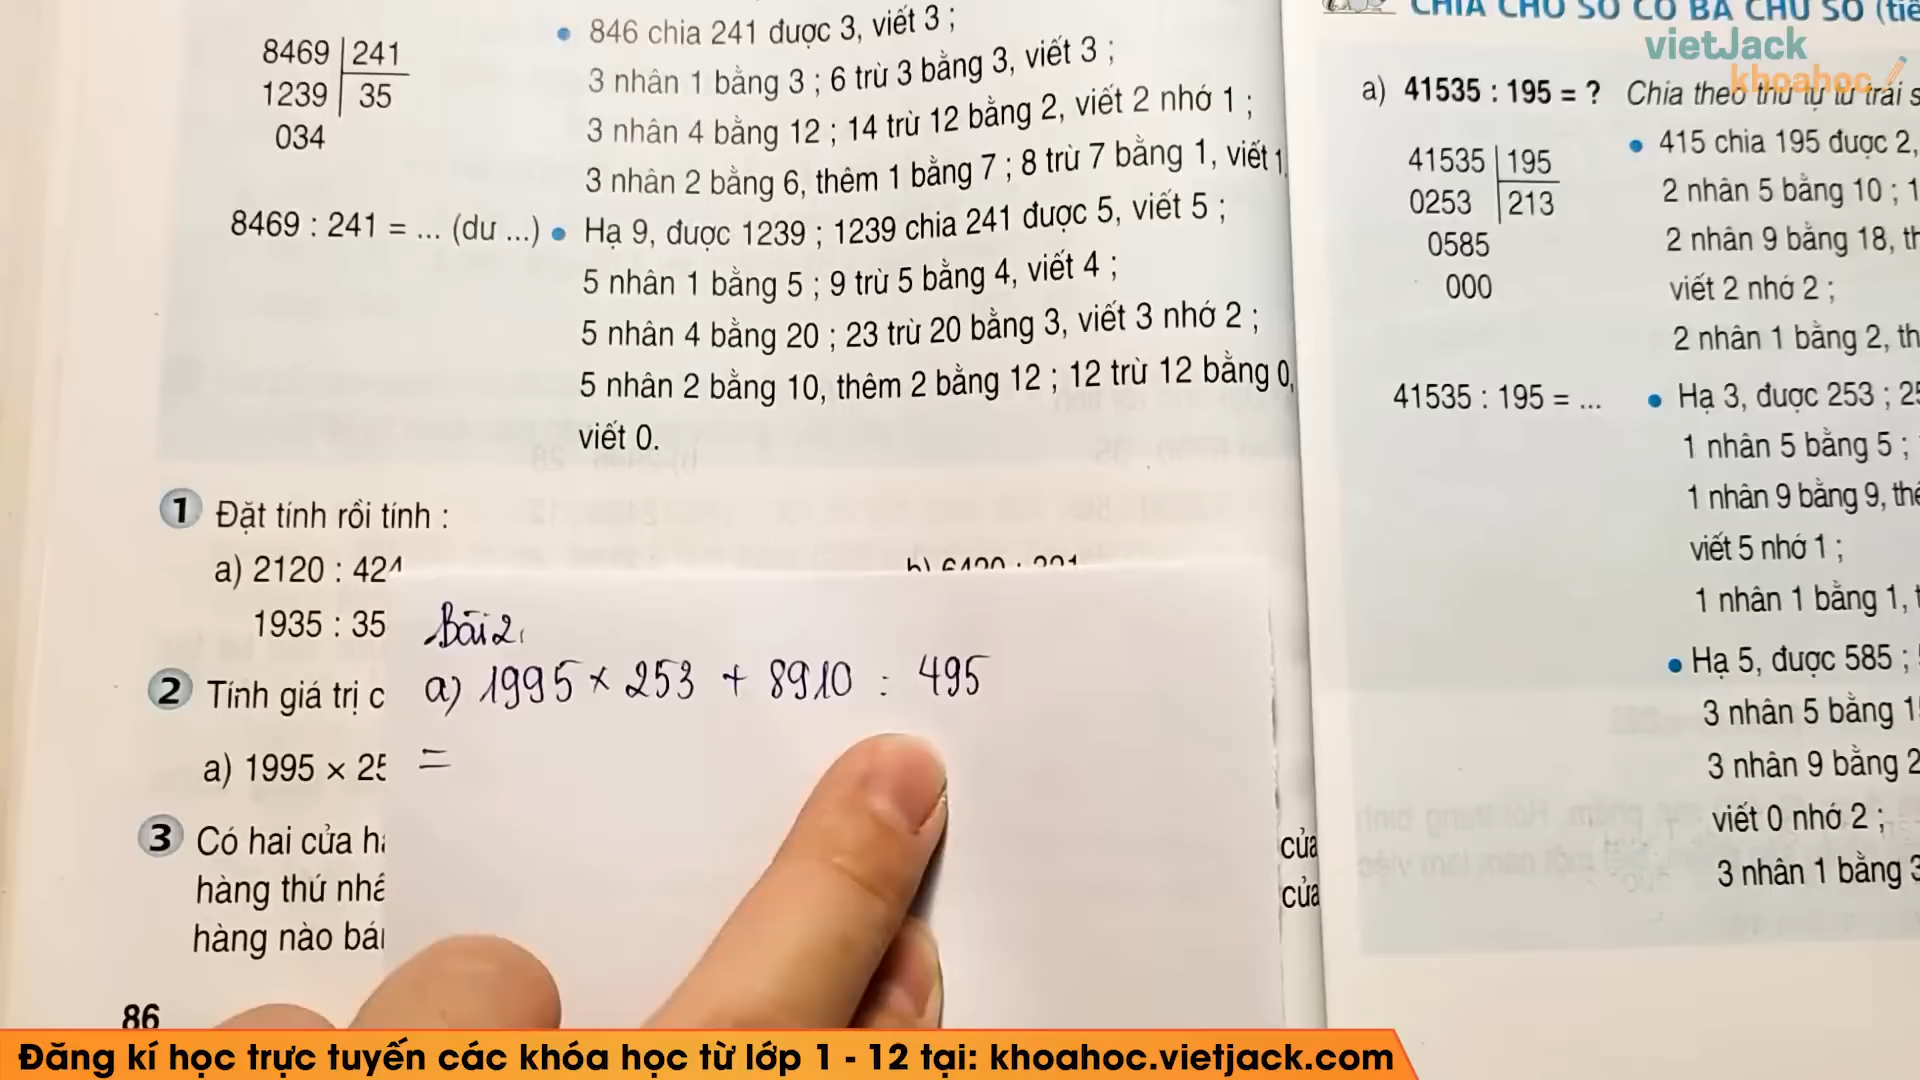 8469 241
1239 35
034
8469 : 241 = ... (dư ...)
• 846 chia 241 được 3, viết 3 ;
3 nhân 1 bằng 3 ; 6 trừ 3 bằng 3, viết 3 ;
3 nhân 4 bằng 12 ; 14 trừ 12 bằng 2, viết 2 nhớ 1 ;
3 nhân 2 bằng 6, thêm 1 bằng 7 ; 8 trừ 7 bằng 1, viết 1
• Hạ 9, được 1239 ; 1239 chia 241 được 5, viết 5 ;
5 nhân 1 bằng 5 ; 9 trừ 5 bằng 4, viết 4 ;
5 nhân 4 bằng 20 ; 23 trừ 20 bằng 3, viết 3 nhớ 2 ;
5 nhân 2 bằng 10, thêm 2 bằng 12 ; 12 trừ 12 bằng 0,
viết 0.
1 Đặt tính rồi tính :
a) 2120 : 424
1935 : 35
2 Tính giá trị
a) 1995 × 25
3 Có hai cửa
hàng thứ
hàng nào
của
của
86
Bài 2.
a) 1995 × 253 + 8910 : 495
=
CHIA CHO SỐ CÓ BA CHỮ SỐ
vietJack
khoahoc
a) 41535 : 195 = ? Chia theo thứ tự từ trái
41535 195
0253 213
0585
000
41535 : 195 = ...
• 415 chia 195 được 2,
2 nhân 5 bằng 10 ; 1
2 nhân 9 bằng 18,
viết 2 nhớ 2 ;
2 nhân 1 bằng 2,
• Hạ 3, được 253 ; 25
1 nhân 5 bằng 5 ;
1 nhân 9 bằng 9,
viết 5 nhớ 1 ;
1 nhân 1 bằng 1,
• Hạ 5, được 585 ;
3 nhân 5 bằng 1
3 nhân 9 bằng 2
viết 0 nhớ 2 ;
3 nhân 1 bằng 3
Đăng kí học trực tuyến các khóa học từ lớp 1 - 12 tại: khoahoc.vietjack.com